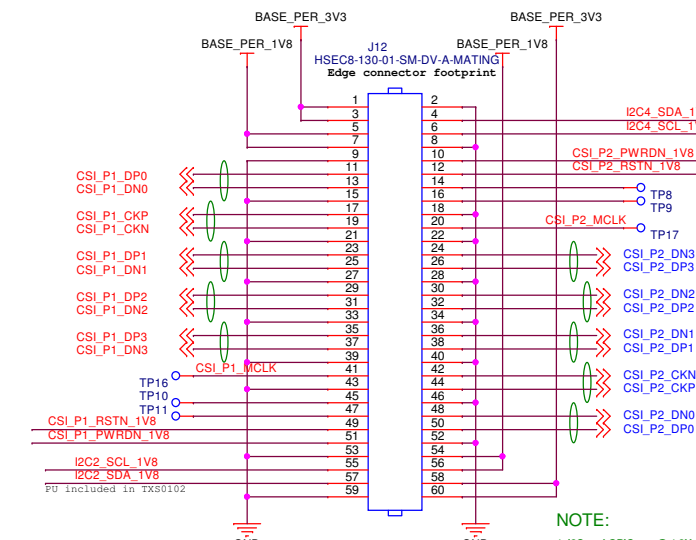 BASE_PER_3V3
BASE_PER_3V3
BASE_PER_1V8
J12
BASE_PER_1V8
HSEC8-130-01-SM-DV-A-MATING
Edge connector footprint
1 2
3 4 I2C4_SDA_1
5 6 I2C4_SCL_1
7 8
9 10 CSI_P2_PWRDN_1V8
CSI_P1_DP0 11 12 CSI_P2_RSTN_1V8
CSI_P1_DN0 13 14 TP8
15 16 TP9
CSI_P1_CKP 17 18
CSI_P1_CKN 19 20 CSI_P2_MCLK TP17
21 22
CSI_P1_DP1 23 24 CSI_P2_DN3
CSI_P1_DN1 25 26 CSI_P2_DP3
27 28
CSI_P1_DP2 29 30 CSI_P2_DN2
CSI_P1_DN2 31 32 CSI_P2_DP2
33 34
CSI_P1_DP3 35 36 CSI_P2_DN1
CSI_P1_DN3 37 38 CSI_P2_DP1
39 40
TP16 CSI_P1_MCLK 41 42 CSI_P2_CKN
43 44 CSI_P2_CKP
TP10 45 46
TP11 47 48 CSI_P2_DN0
CSI_P1_RSTN_1V8 49 50 CSI_P2_DP0
CSI_P1_PWRDN_1V8 51 52
53 54
I2C2_SCL_1V8 55 56
I2C2_SDA_1V8 57 58
PU included in TXS0102
59 60
NOTE: